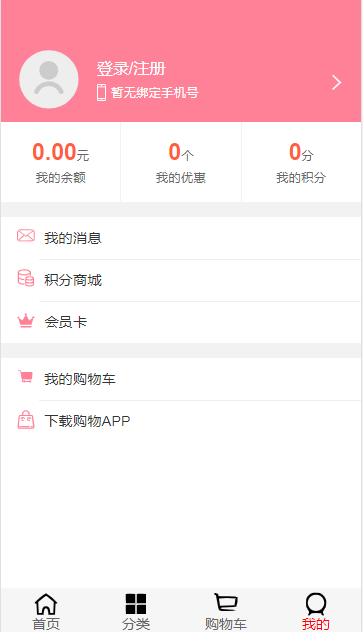 登录/注册
暂无绑定手机号
0.00元 0个 0分
我的余额 我的优惠 我的积分
我的消息
积分商城
会员卡
我的购物车
下载购物APP
首页 分类 购物车 我的